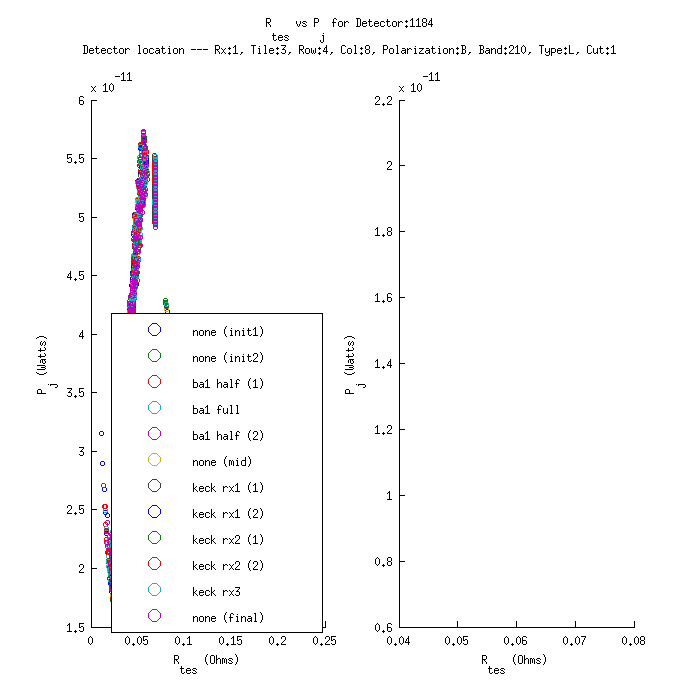 R tes vs P j for Detector:1184
Detector location --- Rx:1, Tile:3, Row:4, Col:8, Polarization:B, Band:210, Type:L, Cut:1
x 10 -11
6
5.5
5
4.5
4
3.5
3
2.5
2
1.5
P j (Watts)
0 0.05 0.1 0.15 0.2 0.25
R tes (Ohms)
none (init1)
none (init2)
ba1 half (1)
ba1 full
ba1 half (2)
none (mid)
keck rx1 (1)
keck rx1 (2)
keck rx2 (1)
keck rx2 (2)
keck rx3
none (final)
x 10 -11
2.2
2
1.8
1.6
1.4
1.2
1
0.8
0.6
P j (Watts)
0.04 0.05 0.06 0.07 0.08
R tes (Ohms)